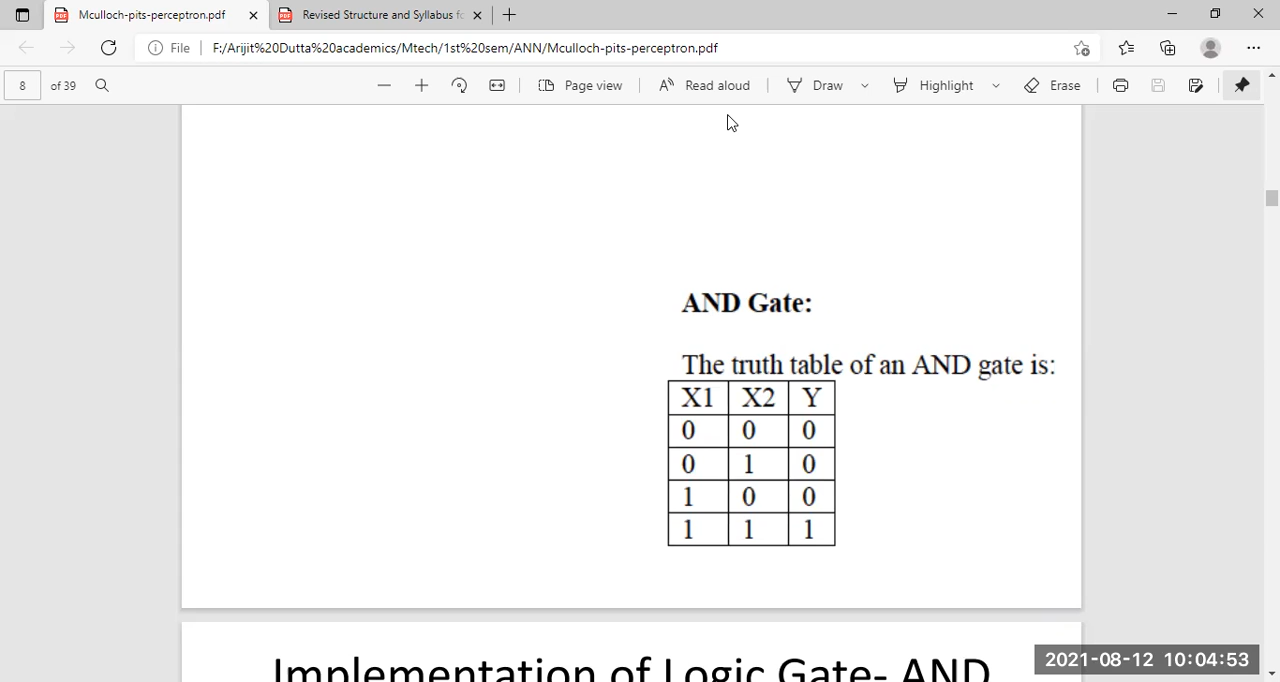 Mculloch-pits-perceptron.pdf
Revised Structure and Syllabus fo
File
F:/Arijit%20Dutta%20academics/Mtech/1st%20sem/ANN/Mculloch-pits-perceptron.pdf
8 of 39
Page view
Read aloud
Draw
Highlight
Erase
AND Gate:
The truth table of an AND gate is:
X1 X2 Y
0 0 0
0 1 0
1 0 0
1 1 1
Implementation of Logic Gate- AND
2021-08-12 10:04:53